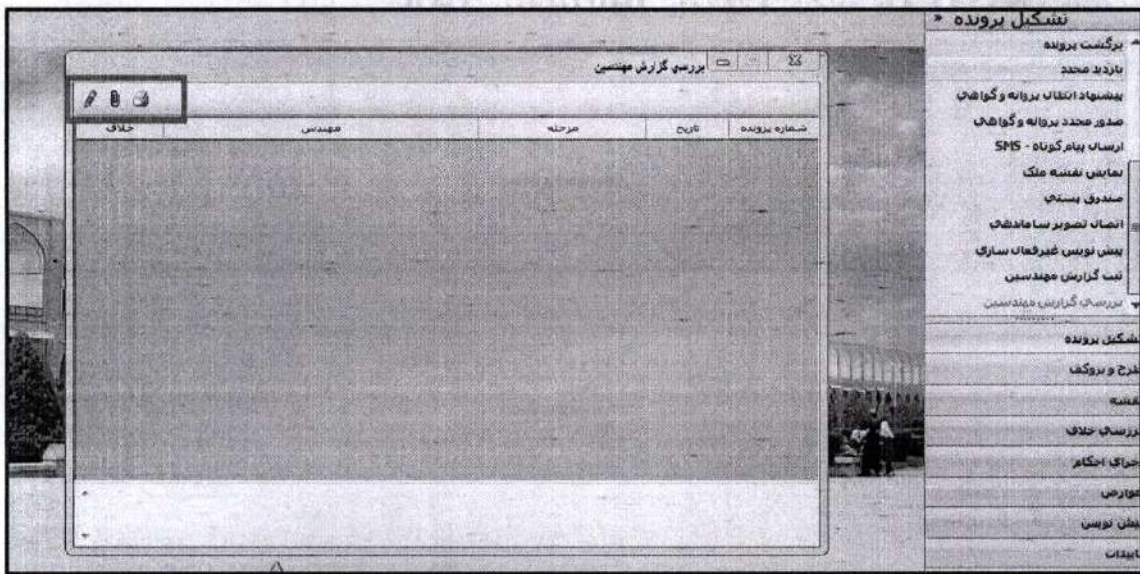 تشکیل پرونده »
برگشت پرونده
بازدید مجدد
پیشنهاد ابطال پروانه و گواهی
صدور مجدد پروانه و گواهی
ارسال پیام کوتاه - SMS
نمایش نقشه ملک
صندوق پستی
اتصال تصویر ساماندهی
پیش نویس غیرفعال سازی
ثبت گزارش مهندسین
بررسی گزارش مهندسین
تشکیل پرونده
طرح و بروکف
نقشه
بررسی خلاف
اجرای احکام
عوارض
پیش نویس
تاییدات
بررسی گزارش مهندسین
شماره پرونده
تاریخ
مرحله
مهندس
خلاف